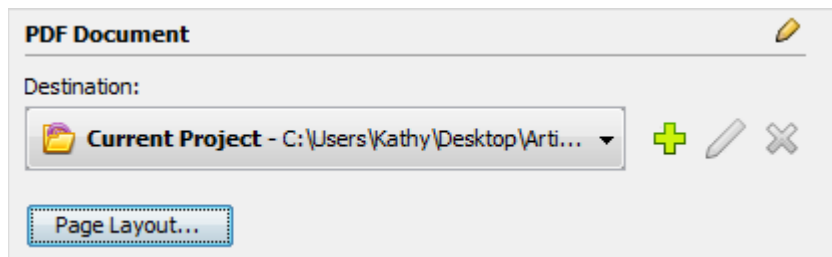 PDF Document
Destination:
Current Project - C:\Users\Kathy\Desktop\Arti...
Page Layout...